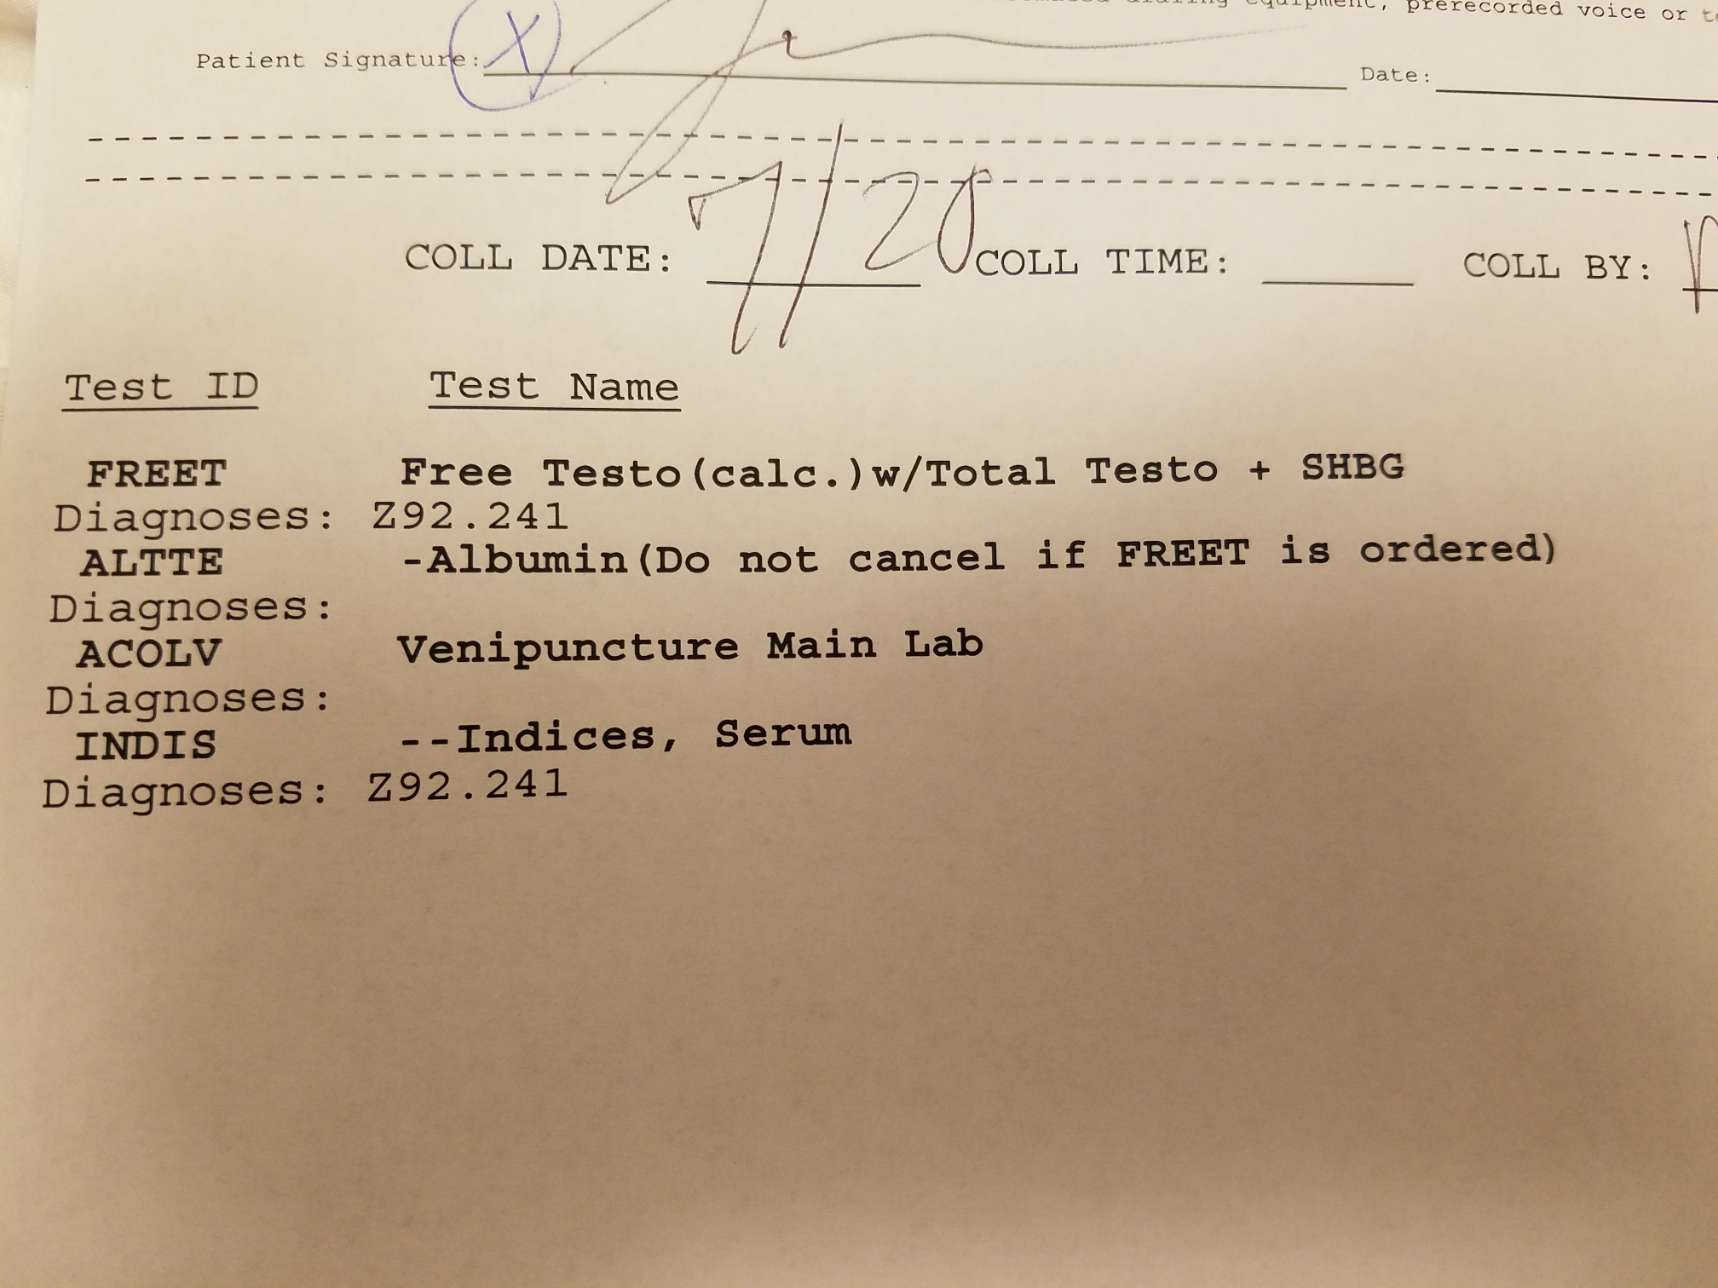 equipment, prerecorded voice or
Patient Signature: X Date:
COLL DATE: 7/20 COLL TIME: COLL BY:
Test ID Test Name
FREET Free Testo(calc.)w/Total Testo + SHBG
Diagnoses: Z92.241
ALTTE -Albumin(Do not cancel if FREET is ordered)
Diagnoses:
ACOLV Venipuncture Main Lab
Diagnoses:
INDIS --Indices, Serum
Diagnoses: Z92.241